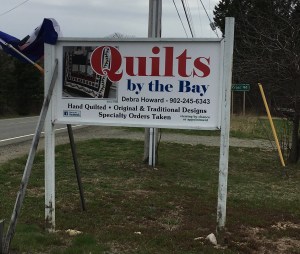 Quilts
by the Bay
Debra Howard - 902-245-6343
Hand Quilted • Original & Traditional Designs
Specialty Orders Taken